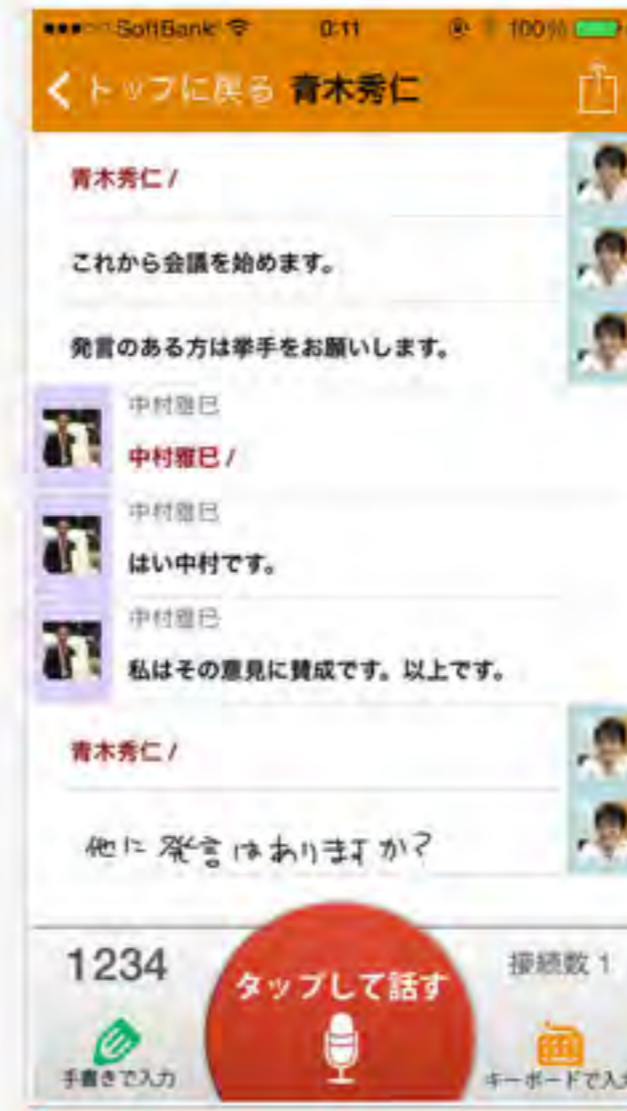 SoftBank 0:11 100%
トップに戻る 青木秀仁
青木秀仁 /
これから会議を始めます。
発言のある方は挙手をお願いします。
中村雅巳
中村雅巳 /
中村雅巳
はい中村です。
中村雅巳
私はその意見に賛成です。以上です。
青木秀仁 /
他に発言はありますか?
1234
タップして話す
接続数 1
手書きで入力
キーボードで入力